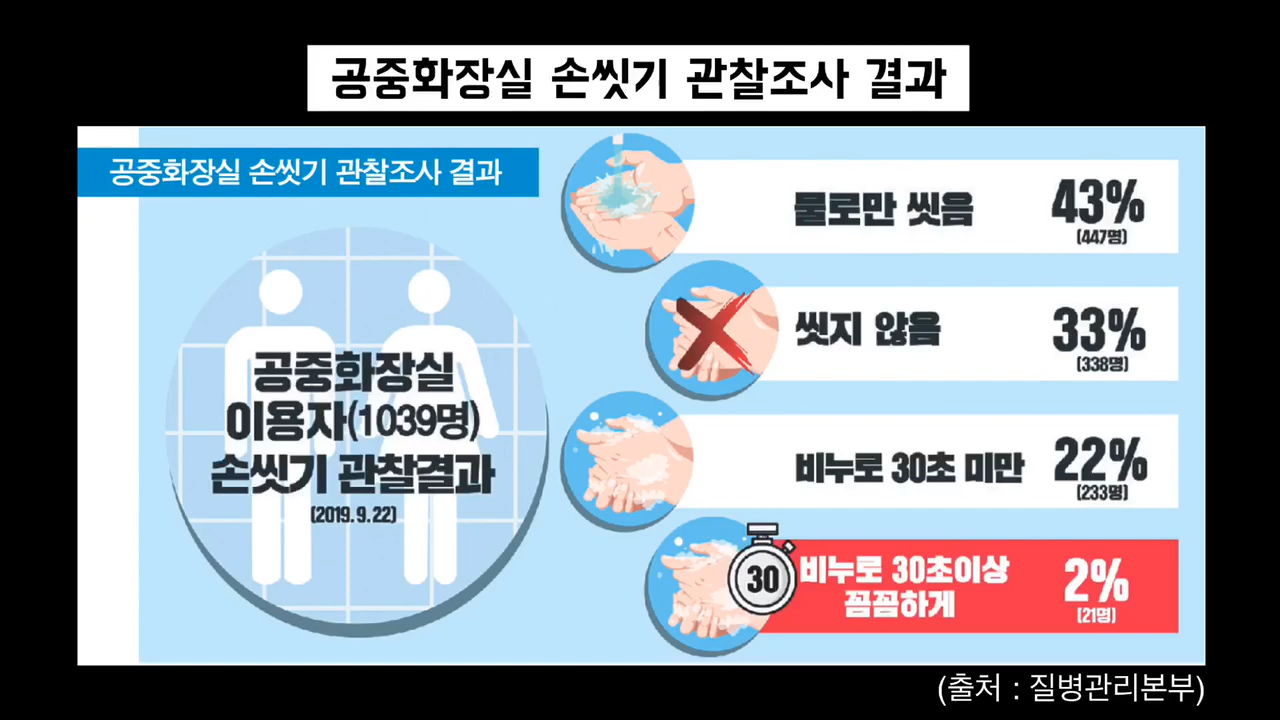 공중화장실 손씻기 관찰조사 결과
공중화장실 손씻기 관찰조사 결과
공중화장실
이용자(1039명)
손씻기 관찰결과
(2019.9.22)
물로만 씻음
43%
(447명)
씻지 않음
33%
(338명)
비누로 30초 미만
22%
(233명)
30
비누로 30초이상
꼼꼼하게
2%
(21명)
(출처 : 질병관리본부)